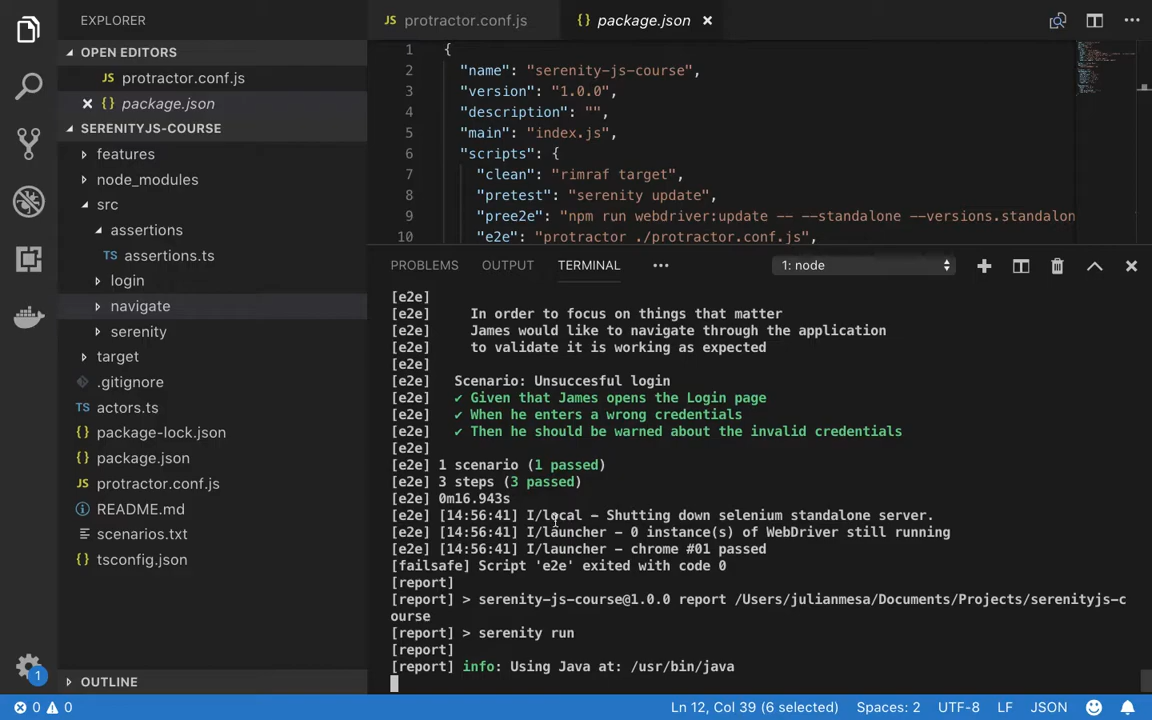 EXPLORER
OPEN EDITORS
JS protractor.conf.js
{ } package.json
SERENITYJS-COURSE
features
node_modules
src
assertions
TS assertions.ts
login
navigate
serenity
target
.gitignore
JS actors.ts
{ } package-lock.json
{ } package.json
JS protractor.conf.js
README.md
scenarios.txt
{ } tsconfig.json
OUTLINE
1
JS protractor.conf.js
{ } package.json
1 {
2 "name": "serenity-js-course",
3 "version": "1.0.0",
4 "description": "",
5 "main": "index.js",
6 "scripts": {
7 "clean": "rimraf target",
8 "pretest": "serenity update",
9 "pree2e": "npm run webdriver:update -- --standalone --versions.standalon
10 "e2e": "protractor ./protractor.conf.js",
PROBLEMS OUTPUT TERMINAL ••• 1: node
[e2e]
[e2e] In order to focus on things that matter
[e2e] James would like to navigate through the application
[e2e] to validate it is working as expected
[e2e]
[e2e] Scenario: Unsuccesful login
[e2e] ✓ Given that James opens the Login page
[e2e] ✓ When he enters a wrong credentials
[e2e] ✓ Then he should be warned about the invalid credentials
[e2e]
[e2e] 1 scenario (1 passed)
[e2e] 3 steps (3 passed)
[e2e] 0m16.943s
[e2e] [14:56:41] I/local – Shutting down selenium standalone server.
[e2e] [14:56:41] I/launcher – 0 instance(s) of WebDriver still running
[e2e] [14:56:41] I/launcher – chrome #01 passed
[failsafe] Script 'e2e' exited with code 0
[report]
[report] > serenity-js-course@1.0.0 report /Users/julianmesa/Documents/Projects/serenityjs-c
ourse
[report] > serenity run
[report]
[report] info: Using Java at: /usr/bin/java
0 0 Ln 12, Col 39 (6 selected) Spaces: 2 UTF-8 LF JSON